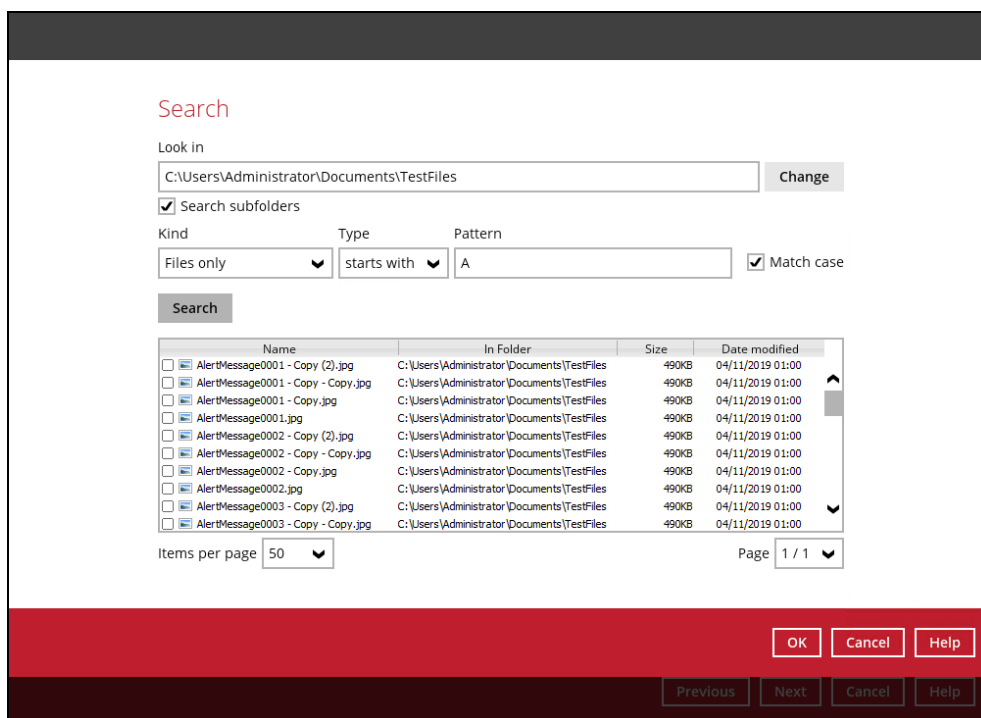 Search
Look in
C:\Users\Administrator\Documents\TestFiles Change
Search subfolders
Kind Type Pattern
Files only starts with A Match case
Search
Name In Folder Size Date modified
AlertMessage0001 - Copy (2).jpg C:\Users\Administrator\Documents\TestFiles 490KB 04/11/2019 01:00
AlertMessage0001 - Copy - Copy.jpg C:\Users\Administrator\Documents\TestFiles 490KB 04/11/2019 01:00
AlertMessage0001 - Copy.jpg C:\Users\Administrator\Documents\TestFiles 490KB 04/11/2019 01:00
AlertMessage0001.jpg C:\Users\Administrator\Documents\TestFiles 490KB 04/11/2019 01:00
AlertMessage0002 - Copy (2).jpg C:\Users\Administrator\Documents\TestFiles 490KB 04/11/2019 01:00
AlertMessage0002 - Copy - Copy.jpg C:\Users\Administrator\Documents\TestFiles 490KB 04/11/2019 01:00
AlertMessage0002 - Copy.jpg C:\Users\Administrator\Documents\TestFiles 490KB 04/11/2019 01:00
AlertMessage0002.jpg C:\Users\Administrator\Documents\TestFiles 490KB 04/11/2019 01:00
AlertMessage0003 - Copy (2).jpg C:\Users\Administrator\Documents\TestFiles 490KB 04/11/2019 01:00
AlertMessage0003 - Copy - Copy.jpg C:\Users\Administrator\Documents\TestFiles 490KB 04/11/2019 01:00
Items per page 50 Page 1 / 1
OK Cancel Help
Previous Next Cancel Help